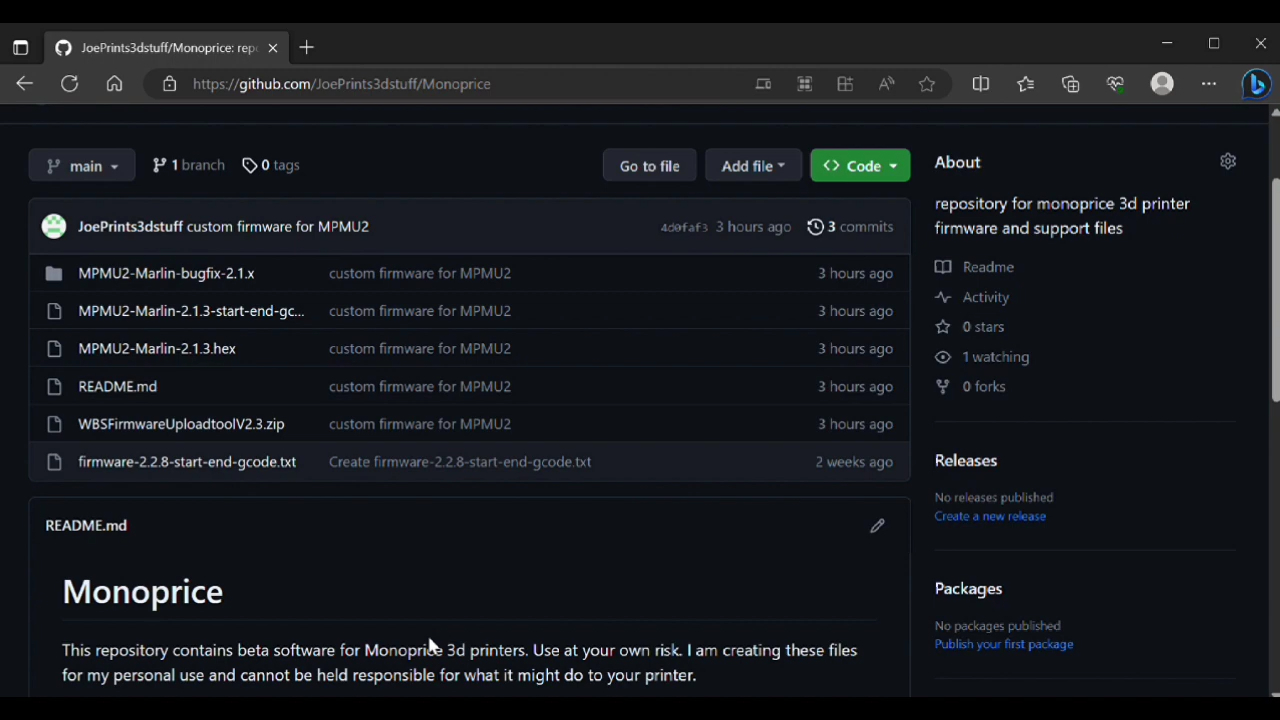 JoePrints3dstuff/Monoprice: rep
https://github.com/JoePrints3dstuff/Monoprice
main
1 branch
0 tags
Go to file
Add file
Code
JoePrints3dstuff custom firmware for MPMU2
4d0faf3 3 hours ago
3 commits
MPMU2-Marlin-bugfix-2.1.x custom firmware for MPMU2 3 hours ago
MPMU2-Marlin-2.1.3-start-end-gc... custom firmware for MPMU2 3 hours ago
MPMU2-Marlin-2.1.3.hex custom firmware for MPMU2 3 hours ago
README.md custom firmware for MPMU2 3 hours ago
WBSFirmwareUploadtoolV2.3.zip custom firmware for MPMU2 3 hours ago
firmware-2.2.8-start-end-gcode.txt Create firmware-2.2.8-start-end-gcode.txt 2 weeks ago
README.md
Monoprice
This repository contains beta software for Monoprice 3d printers. Use at your own risk. I am creating these files
for my personal use and cannot be held responsible for what it might do to your printer.
About
repository for monoprice 3d printer
firmware and support files
Readme
Activity
0 stars
1 watching
0 forks
Releases
No releases published
Create a new release
Packages
No packages published
Publish your first package